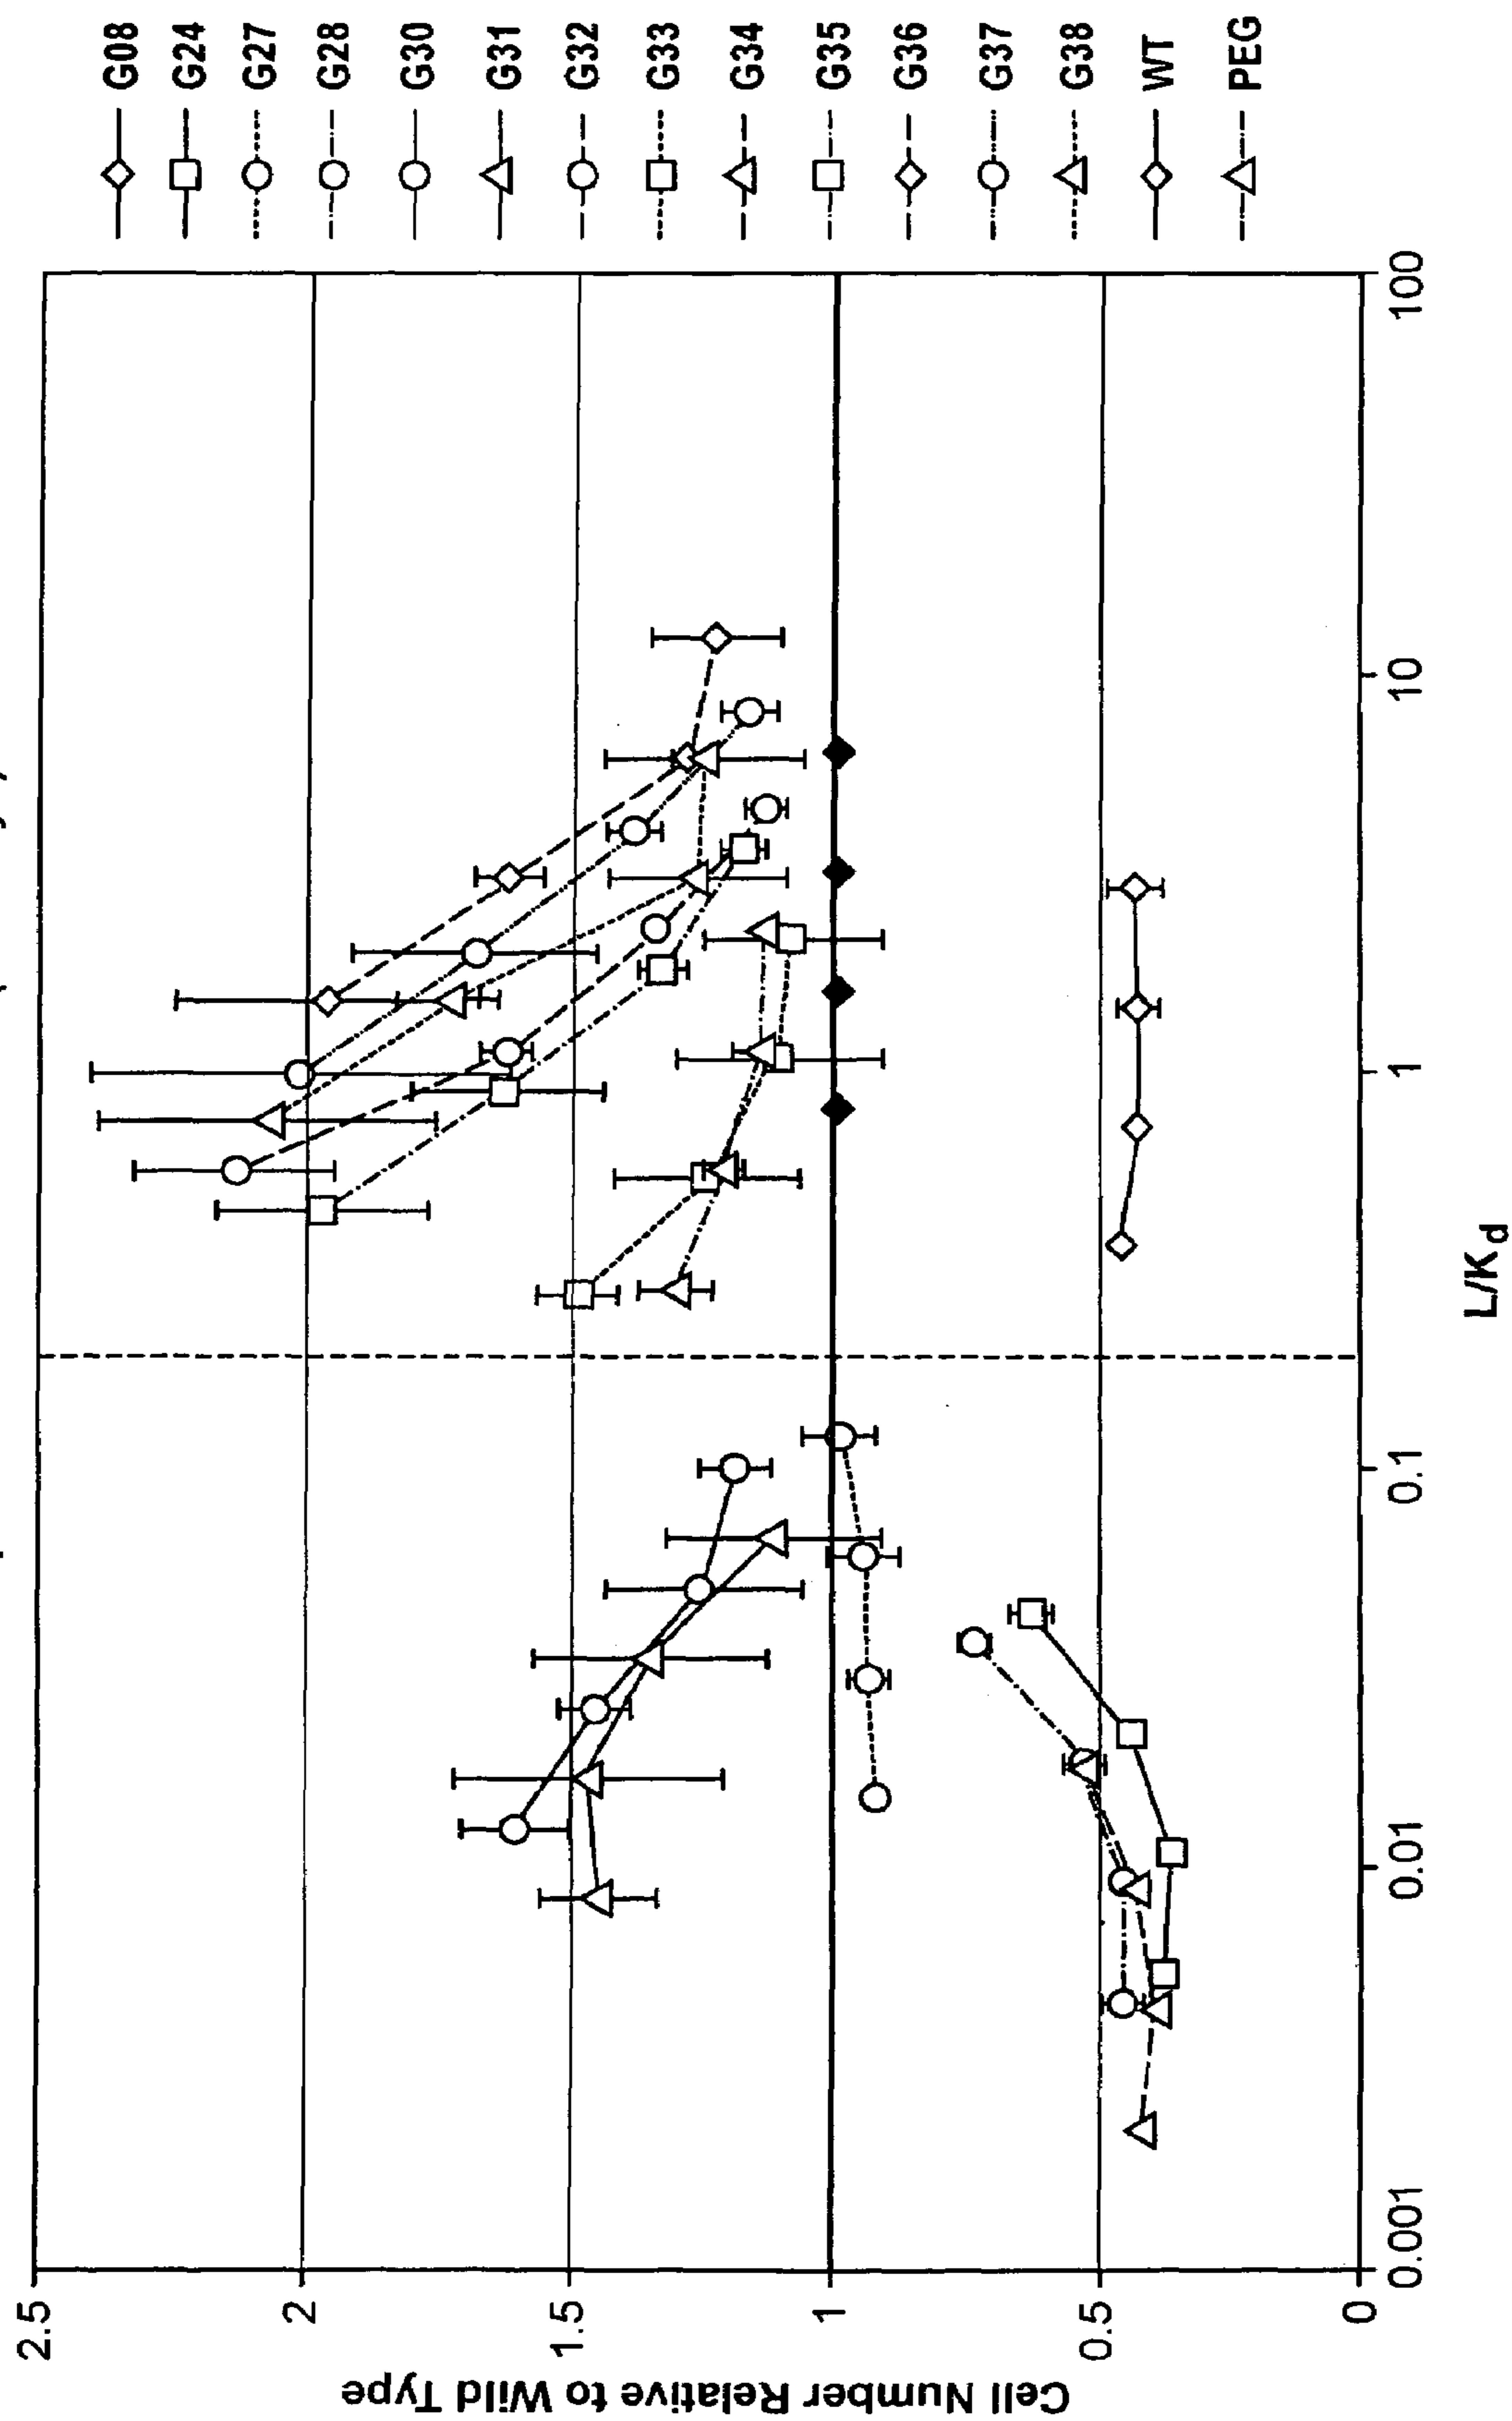 Cell Number Relative to Wild Type
2.5
2
1.5
1
0.5
0
0.001
0.01
0.1
1
10
100
L/Kd
G08
G24
G27
G28
G30
G31
G32
G33
G34
G35
G36
G37
G38
WT
PEG